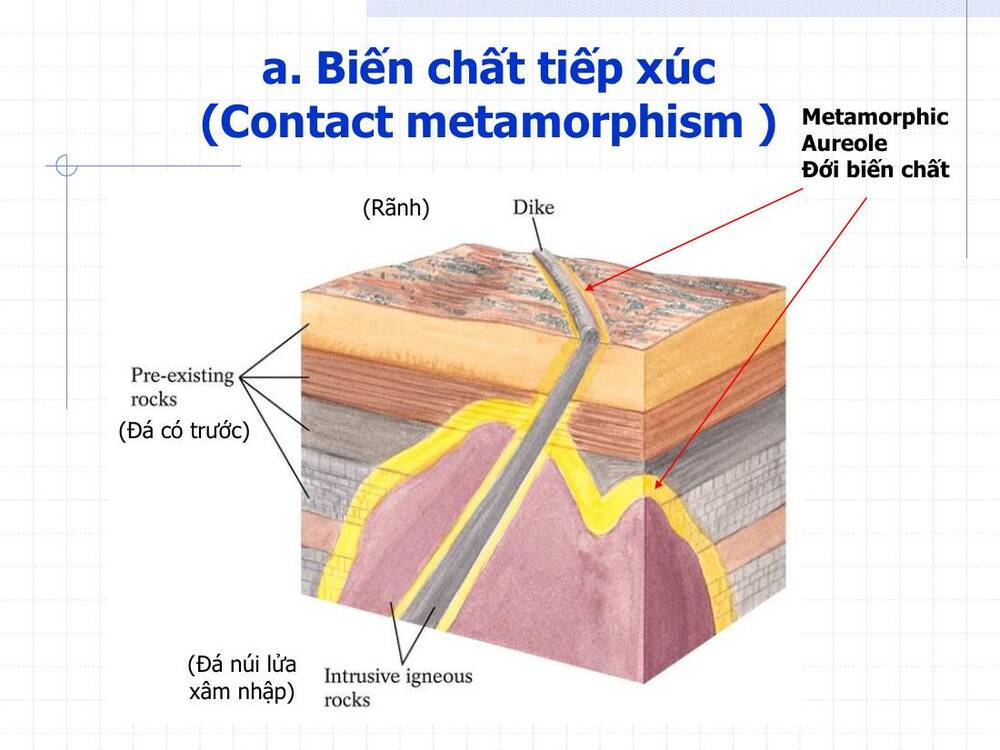 a. Biến chất tiếp xúc
(Contact metamorphism )
Metamorphic
Aureole
Đới biến chất
(Rãnh)
Dike
Pre-existing
rocks
(Đá có trước)
(Đá núi lửa
xâm nhập)
Intrusive igneous
rocks